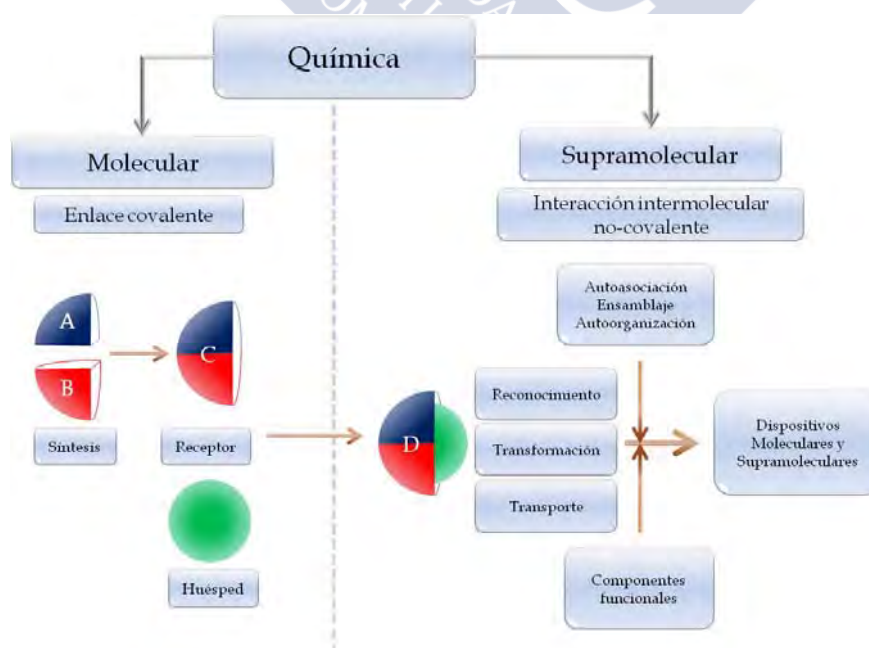 Química
Molecular
Supramolecular
Enlace covalente
Interacción intermolecular
no-covalente
Autoasociación
Ensamblaje
Autoorganización
A
B
C
Síntesis
Receptor
Huésped
D
Reconocimiento
Transformación
Transporte
Dispositivos
Moleculares y
Supramoleculares
Componentes
funcionales